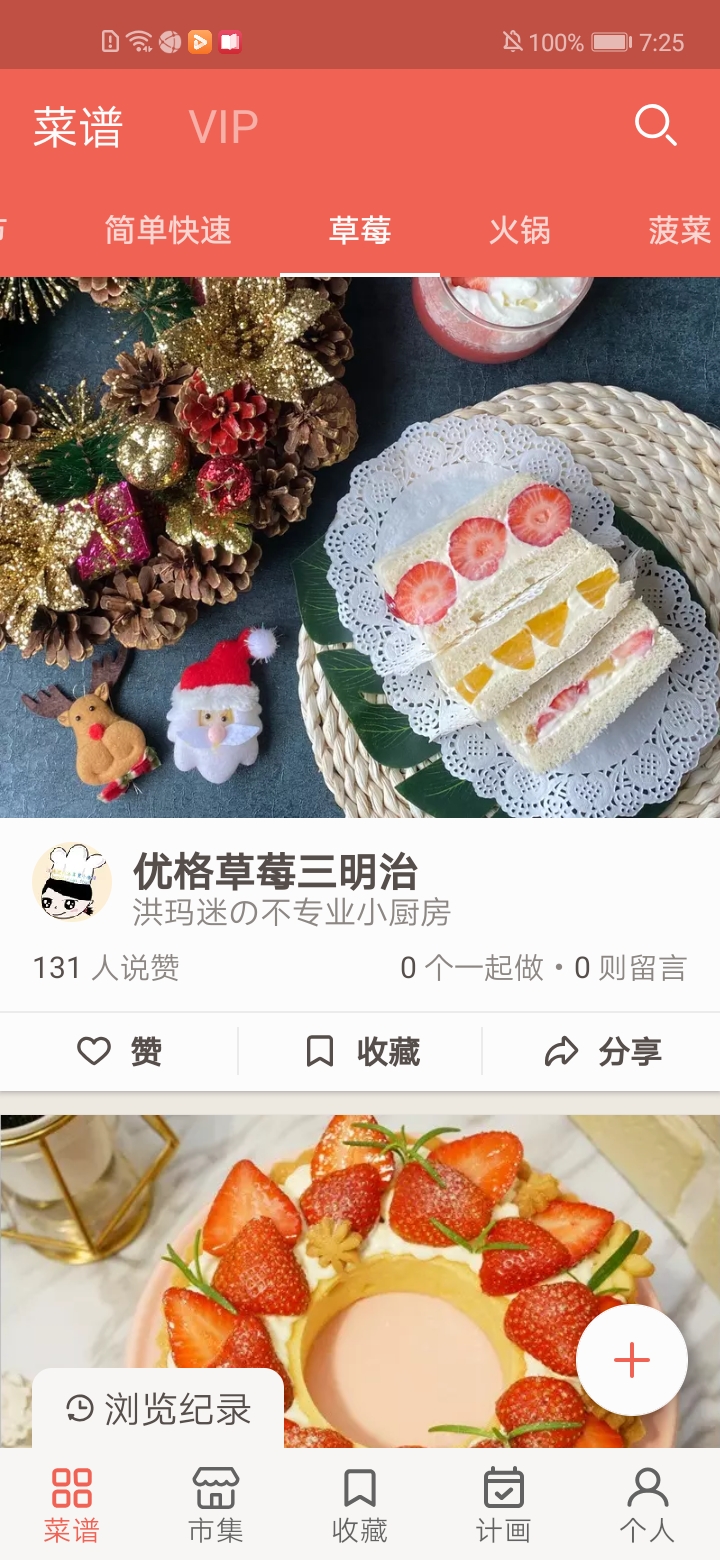 100% 7:25
菜谱 VIP
简单快速 草莓 火锅 菠菜
优格草莓三明治
洪玛迷の不专业小厨房
131 人说赞 0 个一起做·0 则留言
赞 收藏 分享
浏览纪录
菜谱 市集 收藏 计画 个人